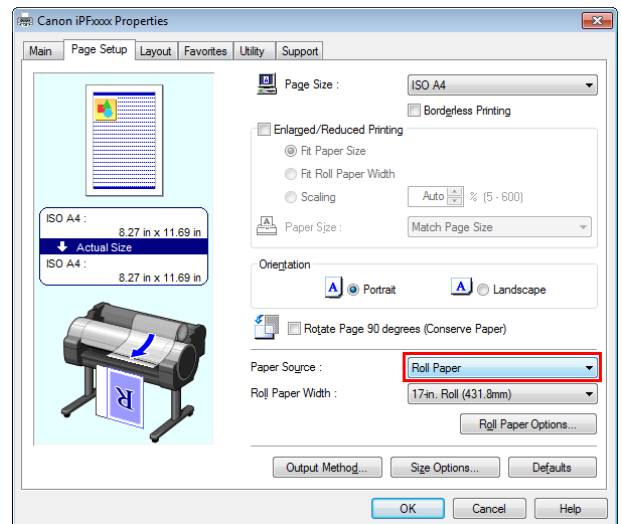 Canon iPFxxxx Properties
Main Page Setup Layout Favorites Utility Support
Page Size : ISO A4
Borderless Printing
Enlarged/Reduced Printing
Fit Paper Size
Fit Roll Paper Width
Scaling Auto % (5 - 600)
Paper Size : Match Page Size
ISO A4 :
8.27 in x 11.69 in
Actual Size
ISO A4 :
8.27 in x 11.69 in
Orientation
A Portrait A Landscape
Rotate Page 90 degrees (Conserve Paper)
Paper Source : Roll Paper
Roll Paper Width : 17-in. Roll (431.8mm)
Roll Paper Options...
R
Output Method... Size Options... Defaults
OK Cancel Help